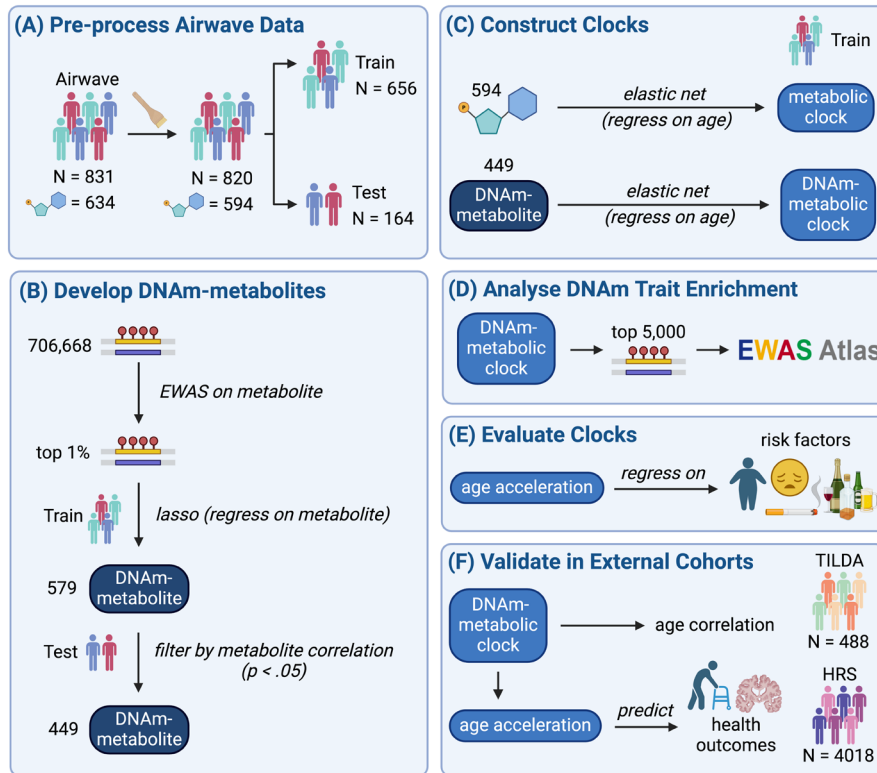 (A) Pre-process Airwave Data
Airwave
N = 831
= 634
N = 820
= 594
Train
N = 656
Test
N = 164
(B) Develop DNAm-metabolites
706,668
EWAS on metabolite
top 1%
Train
lasso (regress on metabolite)
579
DNAm-
metabolite
Test
filter by metabolite correlation
(p < .05)
449
DNAm-
metabolite
(C) Construct Clocks
Train
594
P
elastic net
(regress on age)
metabolic
clock
449
DNAm-
metabolite
elastic net
(regress on age)
DNAm-
metabolic
clock
(D) Analyse DNAm Trait Enrichment
DNAm-
metabolic
clock
top 5,000
EWAS Atlas
(E) Evaluate Clocks
age acceleration
regress on
risk factors
(F) Validate in External Cohorts
DNAm-
metabolic
clock
age correlation
TILDA
N = 488
age acceleration
predict
health
outcomes
HRS
N = 4018